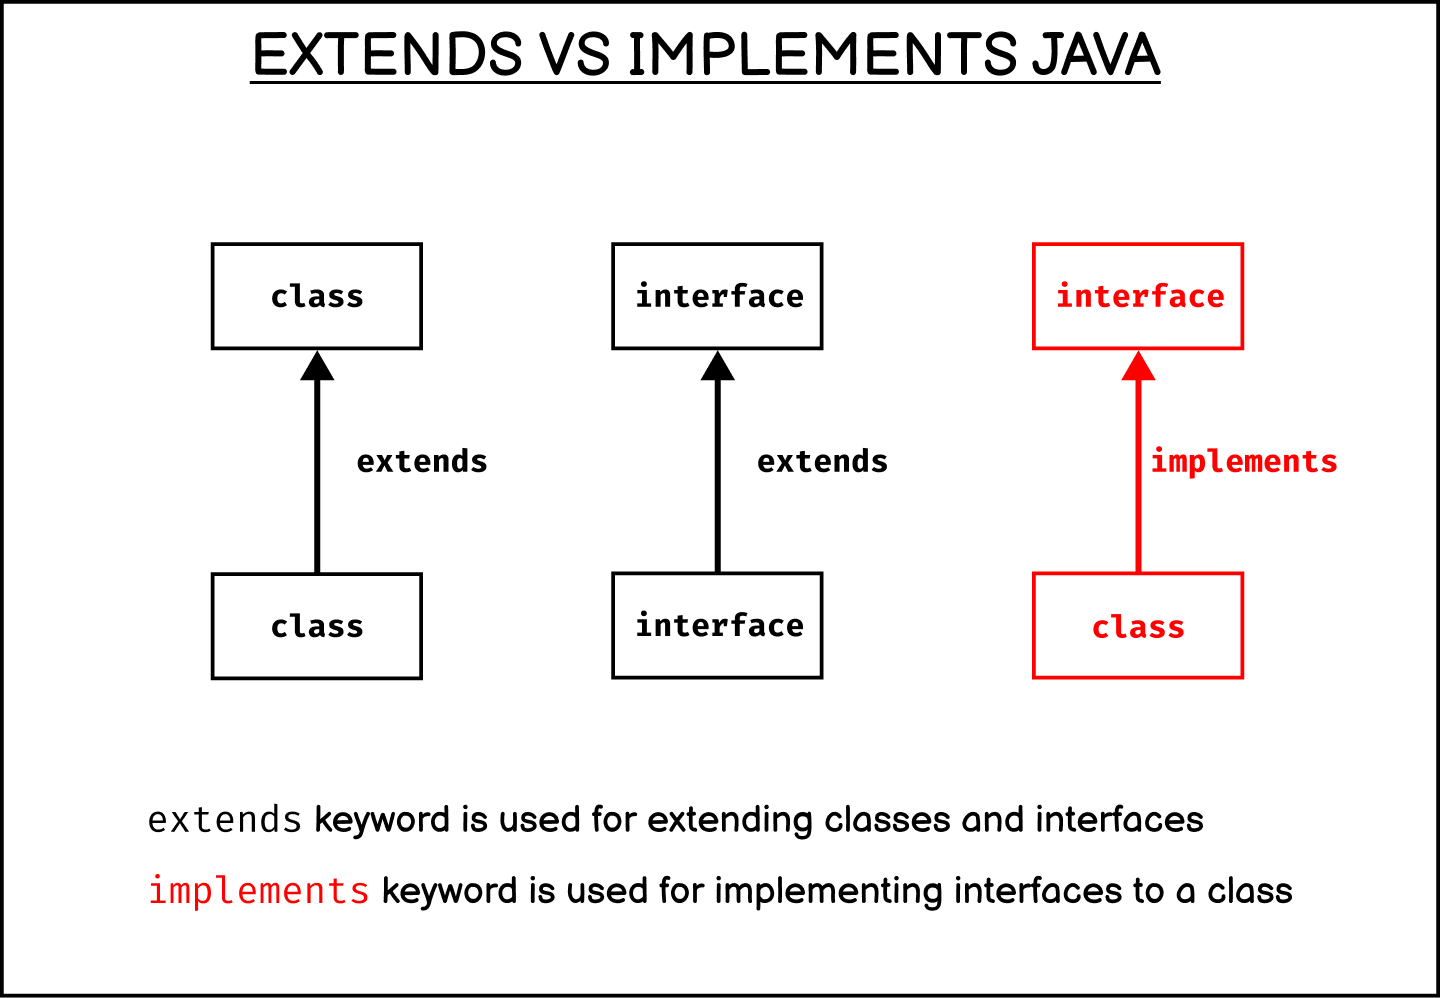 EXTENDS VS IMPLEMENTS JAVA
class
interface
interface
extends
extends
implements
class
interface
class
extends keyword is used for extending classes and interfaces
implements keyword is used for implementing interfaces to a class